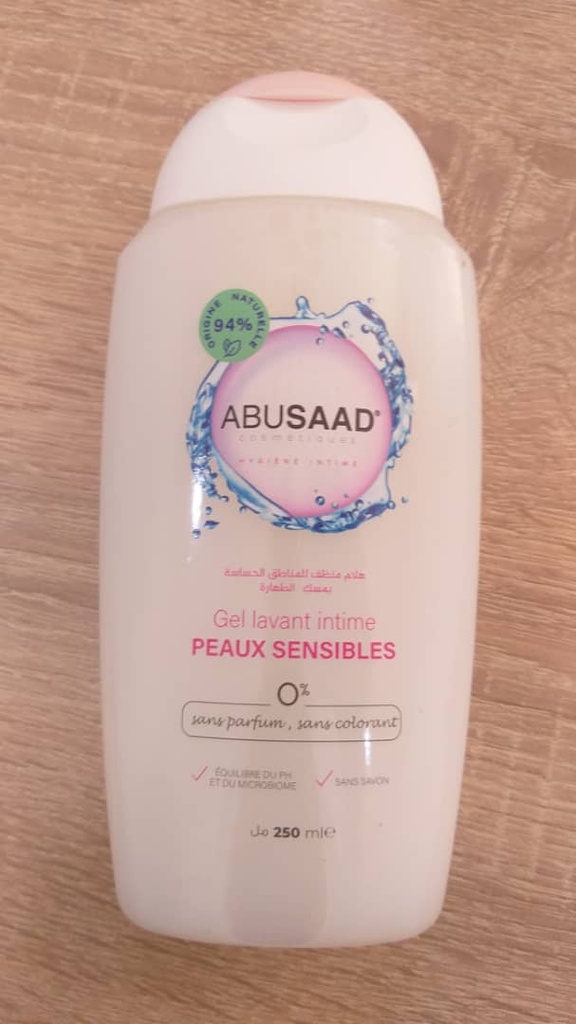 ORIGINE NATURELLE
94%
ABUSAAD®
cosmétiques
HYGIÈNE INTIME
هلام منظف للمناطق الحساسة
بمسك الطهارة
Gel lavant intime
PEAUX SENSIBLES
0%
sans parfum, sans colorant
✓ ÉQUILIBRE DU PH
ET DU MICROBIOME
✓ SANS SAVON
مل 250 ml℮